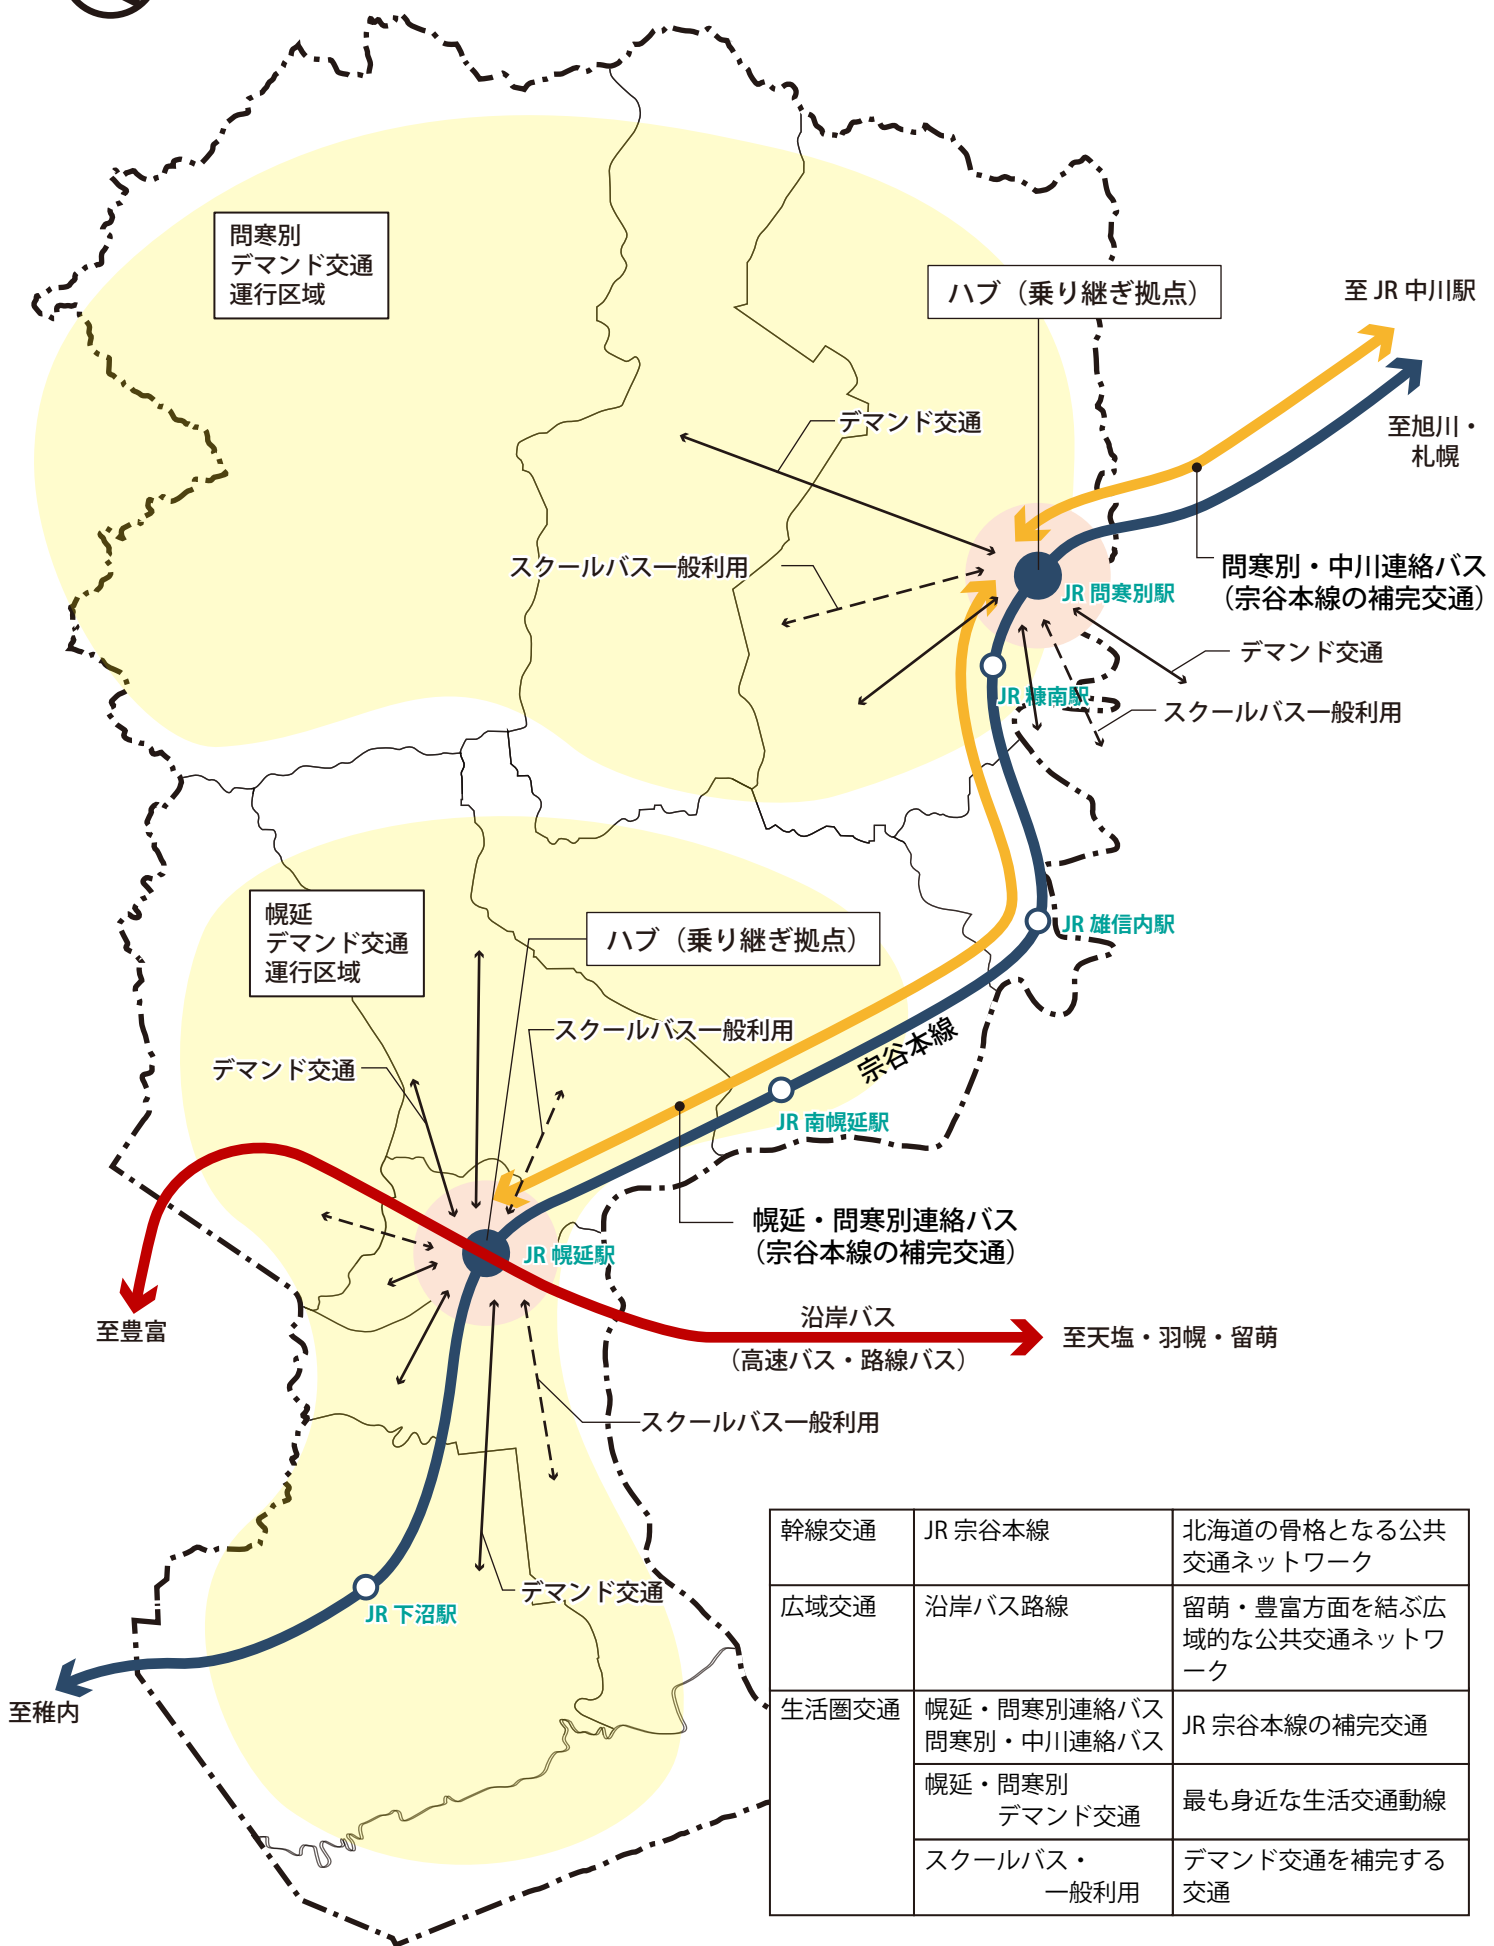 問寒別
デマンド交通
運行区域
ハブ（乗り継ぎ拠点）
至 JR 中川駅
至旭川・
札幌
デマンド交通
スクールバス一般利用
JR 問寒別駅
問寒別・中川連絡バス
（宗谷本線の補完交通）
デマンド交通
JR 糠南駅
スクールバス一般利用
幌延
デマンド交通
運行区域
ハブ（乗り継ぎ拠点）
JR 雄信内駅
スクールバス一般利用
宗谷本線
デマンド交通
JR 南幌延駅
幌延・問寒別連絡バス
（宗谷本線の補完交通）
JR 幌延駅
至豊富
沿岸バス
（高速バス・路線バス）
至天塩・羽幌・留萌
スクールバス一般利用
デマンド交通
JR 下沼駅
至稚内
幹線交通
JR 宗谷本線
北海道の骨格となる公共
交通ネットワーク
広域交通
沿岸バス路線
留萌・豊富方面を結ぶ広
域的な公共交通ネットワ
ーク
生活圏交通
幌延・問寒別連絡バス
問寒別・中川連絡バス
JR 宗谷本線の補完交通
幌延・問寒別
デマンド交通
最も身近な生活交通動線
スクールバス・
一般利用
デマンド交通を補完する
交通